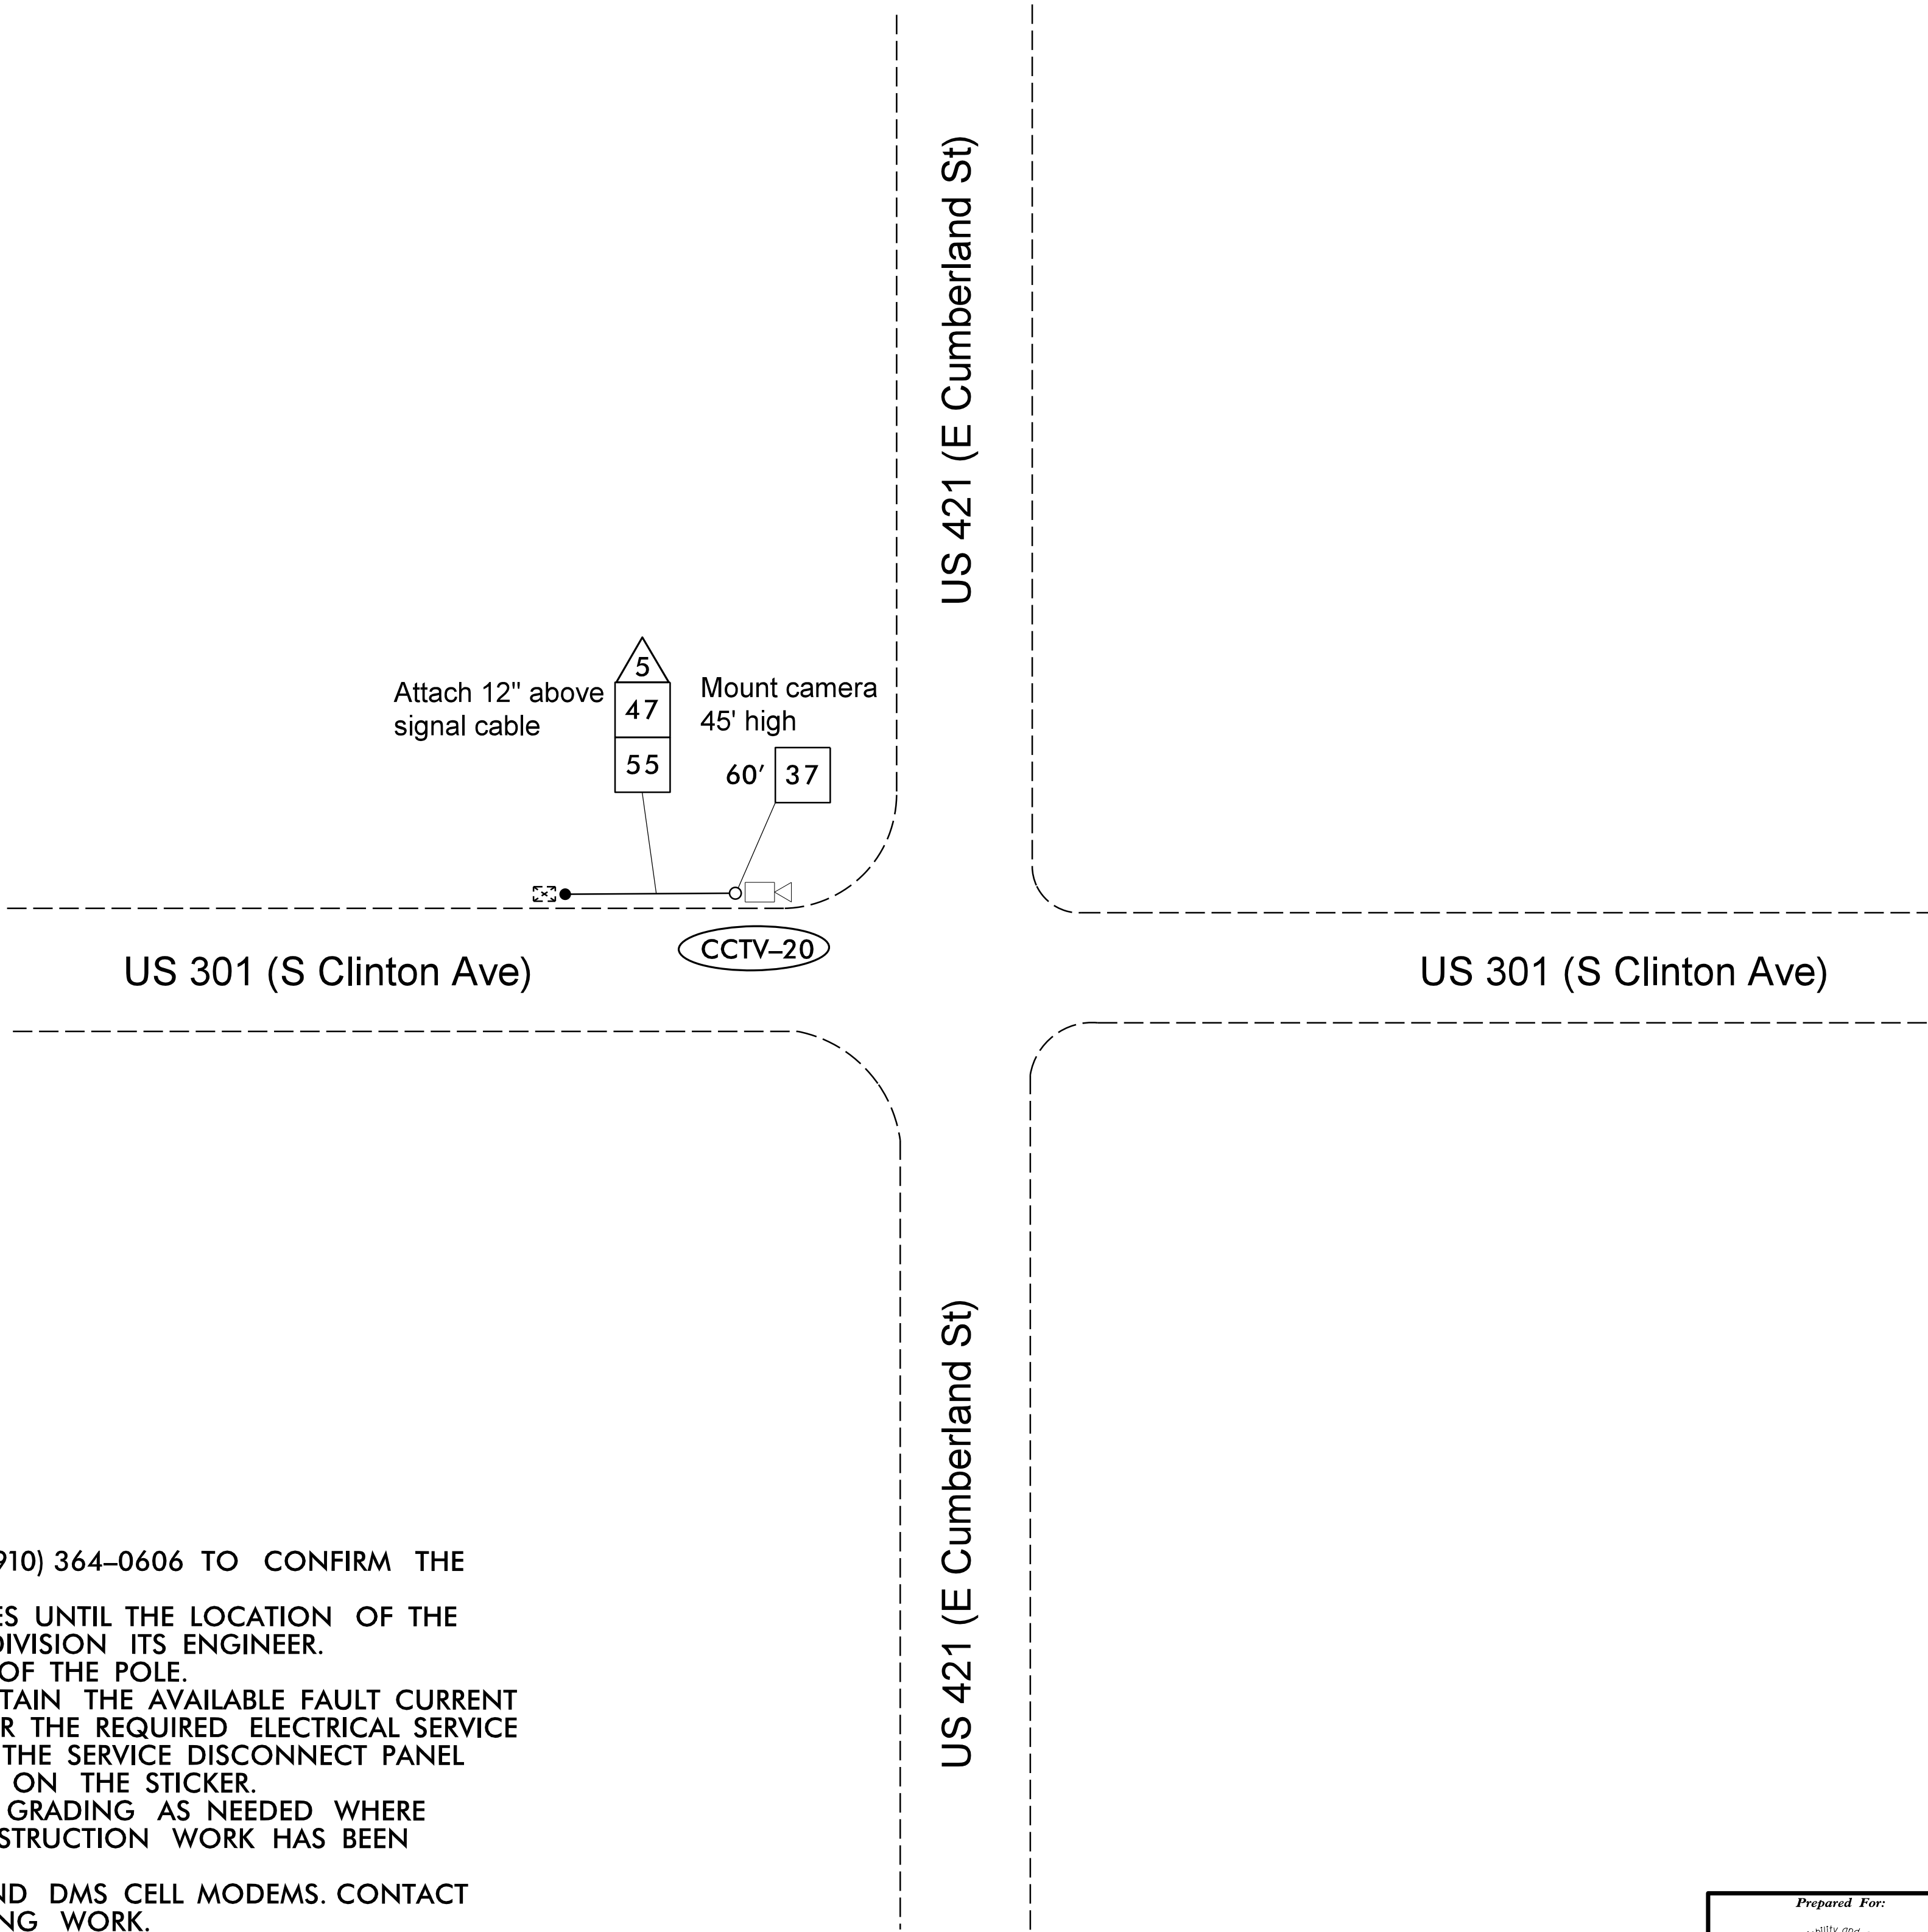 US 421 (E Cumberland St)
5
47
55
Attach 12" above
signal cable
Mount camera
45' high
60' 37
CCTV-20
US 301 (S Clinton Ave)
US 301 (S Clinton Ave)
US 421 (E Cumberland St)
910) 364-0606 TO CONFIRM THE
ES UNTIL THE LOCATION OF THE
DIVISION ITS ENGINEER.
OF THE POLE.
TAIN THE AVAILABLE FAULT CURRENT
R THE REQUIRED ELECTRICAL SERVICE
THE SERVICE DISCONNECT PANEL
ON THE STICKER.
GRADING AS NEEDED WHERE
STRUCTION WORK HAS BEEN
ND DMS CELL MODEMS. CONTACT
NG WORK.
Prepared For: